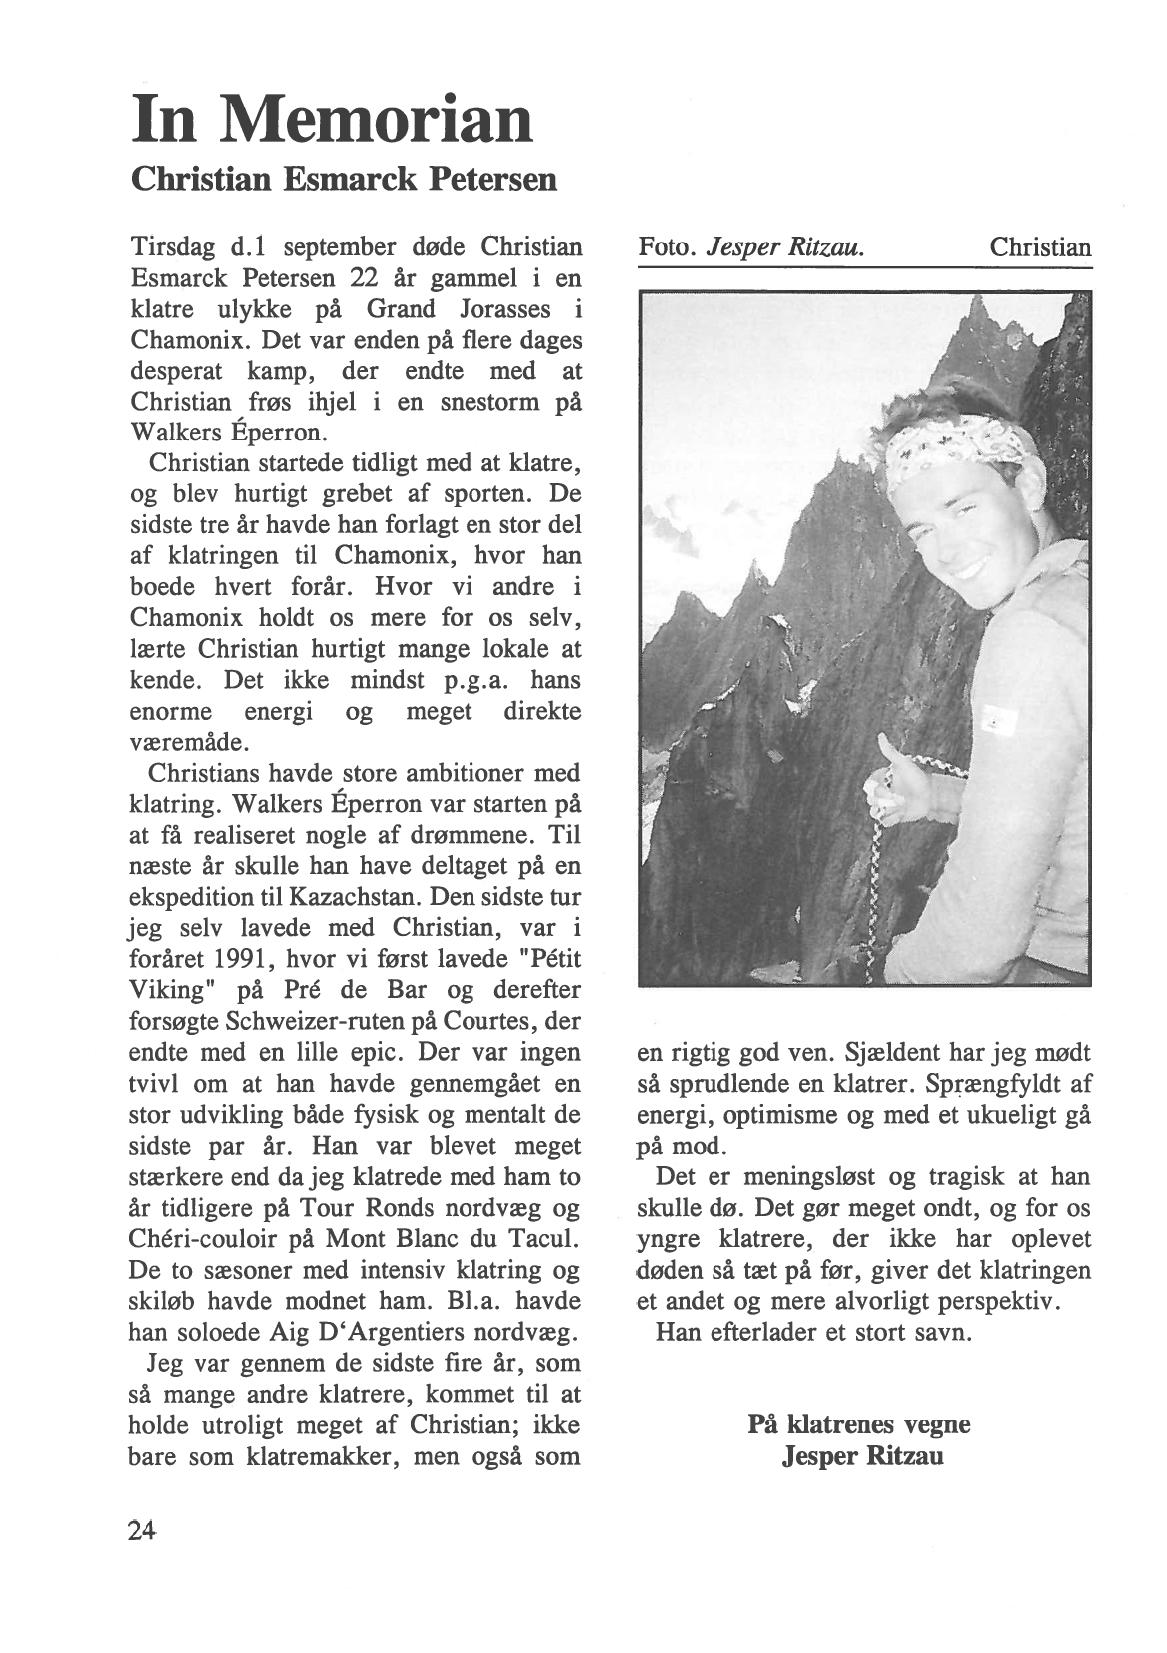 In Memorian
Christian Esmarck Petersen
Tirsdag d.1 september døde Christian
Esmarck Petersen 22 år gammel i en
klatre ulykke på Grand Jorasses i
Chamonix. Det var enden på flere dages
desperat kamp, der endte med at
Christian frøs ihjel i en snestorm på
Walkers Éperron.
Christian startede tidligt med at klatre,
og blev hurtigt grebet af sporten. De
sidste tre år havde han forlagt en stor del
af klatringen til Chamonix, hvor han
boede hvert forår. Hvor vi andre i
Chamonix holdt os mere for os selv,
lærte Christian hurtigt mange lokale at
kende. Det ikke mindst p.g.a. hans
enorme energi og meget direkte
væremåde.
Christians havde store ambitioner med
klatring. Walkers Éperron var starten på
at få realiseret nogle af drømmene. Til
næste år skulle han have deltaget på en
ekspedition til Kazachstan. Den sidste tur
jeg selv lavede med Christian, var i
foråret 1991, hvor vi først lavede "Pétit
Viking" på Pré de Bar og derefter
forsøgte Schweizer-ruten på Courtes, der
endte med en lille epic. Der var ingen
tvivl om at han havde gennemgået en
stor udvikling både fysisk og mentalt de
sidste par år. Han var blevet meget
stærkere end da jeg klatrede med ham to
år tidligere på Tour Ronds nordvæg og
Chéri-couloir på Mont Blanc du Tacul.
De to sæsoner med intensiv klatring og
skiløb havde modnet ham. Bl.a. havde
han soloede Aig D‘Argentiers nordvæg.
Jeg var gennem de sidste fire år, som
så mange andre klatrere, kommet til at
holde utroligt meget af Christian; ikke
bare som klatremakker, men også som
Foto. Jesper Ritzau. Christian
en rigtig god ven. Sjældent har jeg mødt
så sprudlende en klatrer. Sprængfyldt af
energi, optimisme og med et ukueligt gå
på mod.
Det er meningsløst og tragisk at han
skulle dø. Det gør meget ondt, og for os
yngre klatrere, der ikke har oplevet
døden så tæt på før, giver det klatringen
et andet og mere alvorligt perspektiv.
Han efterlader et stort savn.
På klatrenes vegne
Jesper Ritzau
24